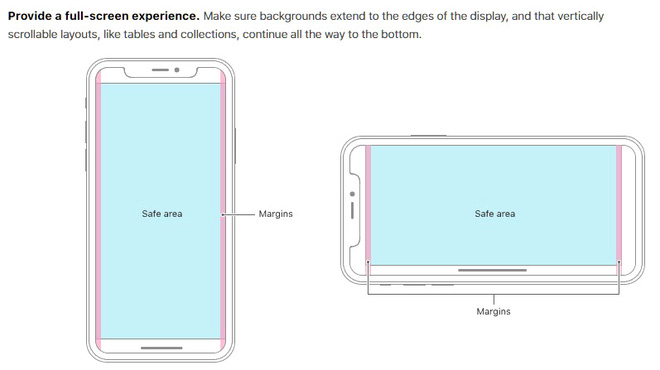 Provide a full-screen experience. Make sure backgrounds extend to the edges of the display, and that vertically
scrollable layouts, like tables and collections, continue all the way to the bottom.
Safe area
Margins
Safe area
Margins